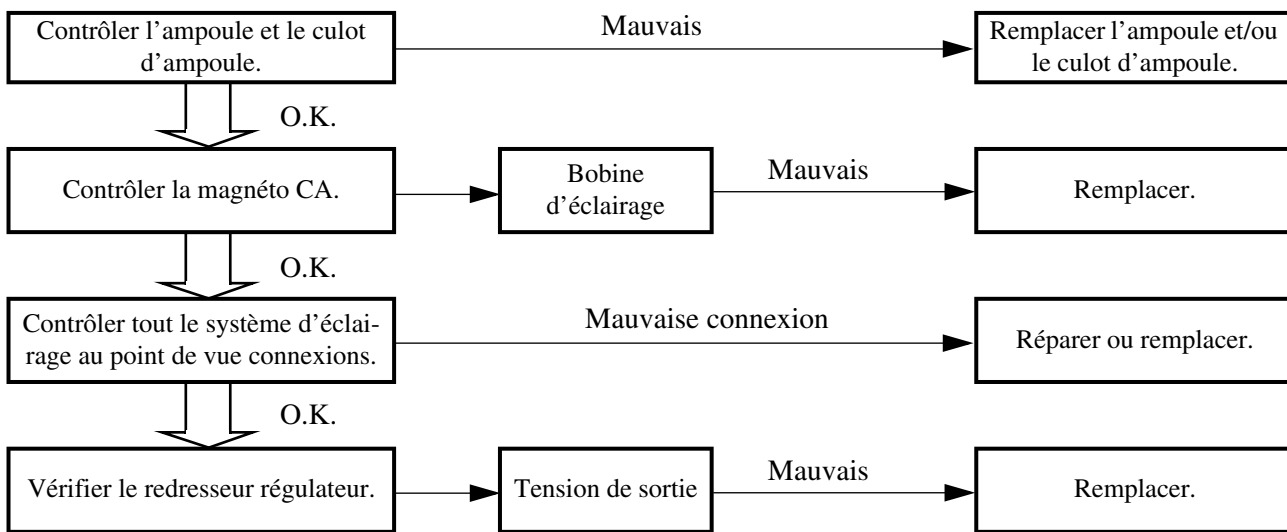 Contrôler l’ampoule et le culot
d’ampoule.
Mauvais
Remplacer l’ampoule et/ou
le culot d’ampoule.
O.K.
Contrôler la magnéto CA.
Bobine
d’éclairage
Mauvais
Remplacer.
O.K.
Contrôler tout le système d’éclai-
rage au point de vue connexions.
Mauvaise connexion
Réparer ou remplacer.
O.K.
Vérifier le redresseur régulateur.
Tension de sortie
Mauvais
Remplacer.